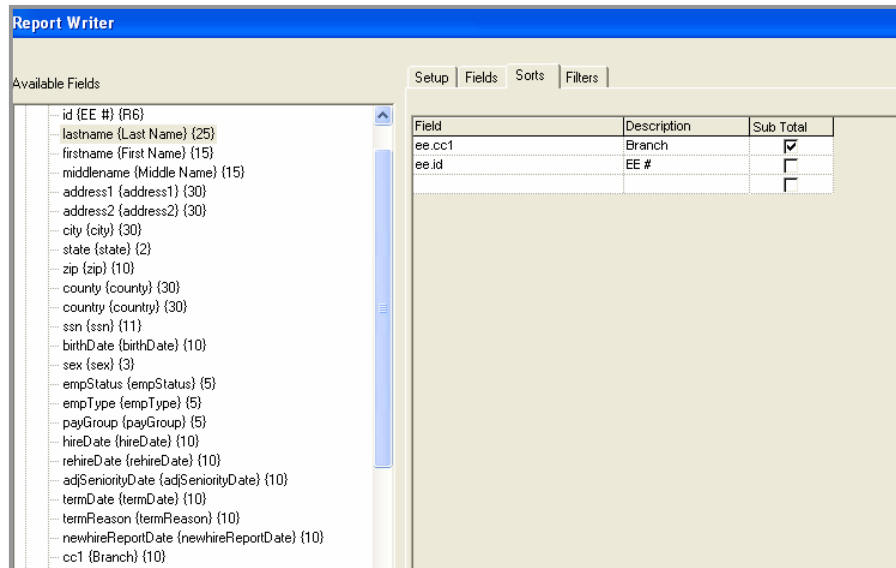 Report Writer
Available Fields
id {EE #} {R6}
lastname {Last Name} {25}
firstname {First Name} {15}
middlename {Middle Name} {15}
address1 {address1} {30}
address2 {address2} {30}
city {city} {30}
state {state} {2}
zip {zip} {10}
county {county} {30}
country {country} {30}
ssn {ssn} {11}
birthDate {birthDate} {10}
sex {sex} {3}
empStatus {empStatus} {5}
empType {empType} {5}
payGroup {payGroup} {5}
hireDate {hireDate} {10}
rehireDate {rehireDate} {10}
adjSeniorityDate {adjSeniorityDate} {10}
termDate {termDate} {10}
termReason {termReason} {10}
newhireReportDate {newhireReportDate} {10}
cc1 {Branch} {10}
Setup Fields Sorts Filters
Field Description Sub Total
ee.cc1 Branch
ee.id EE #